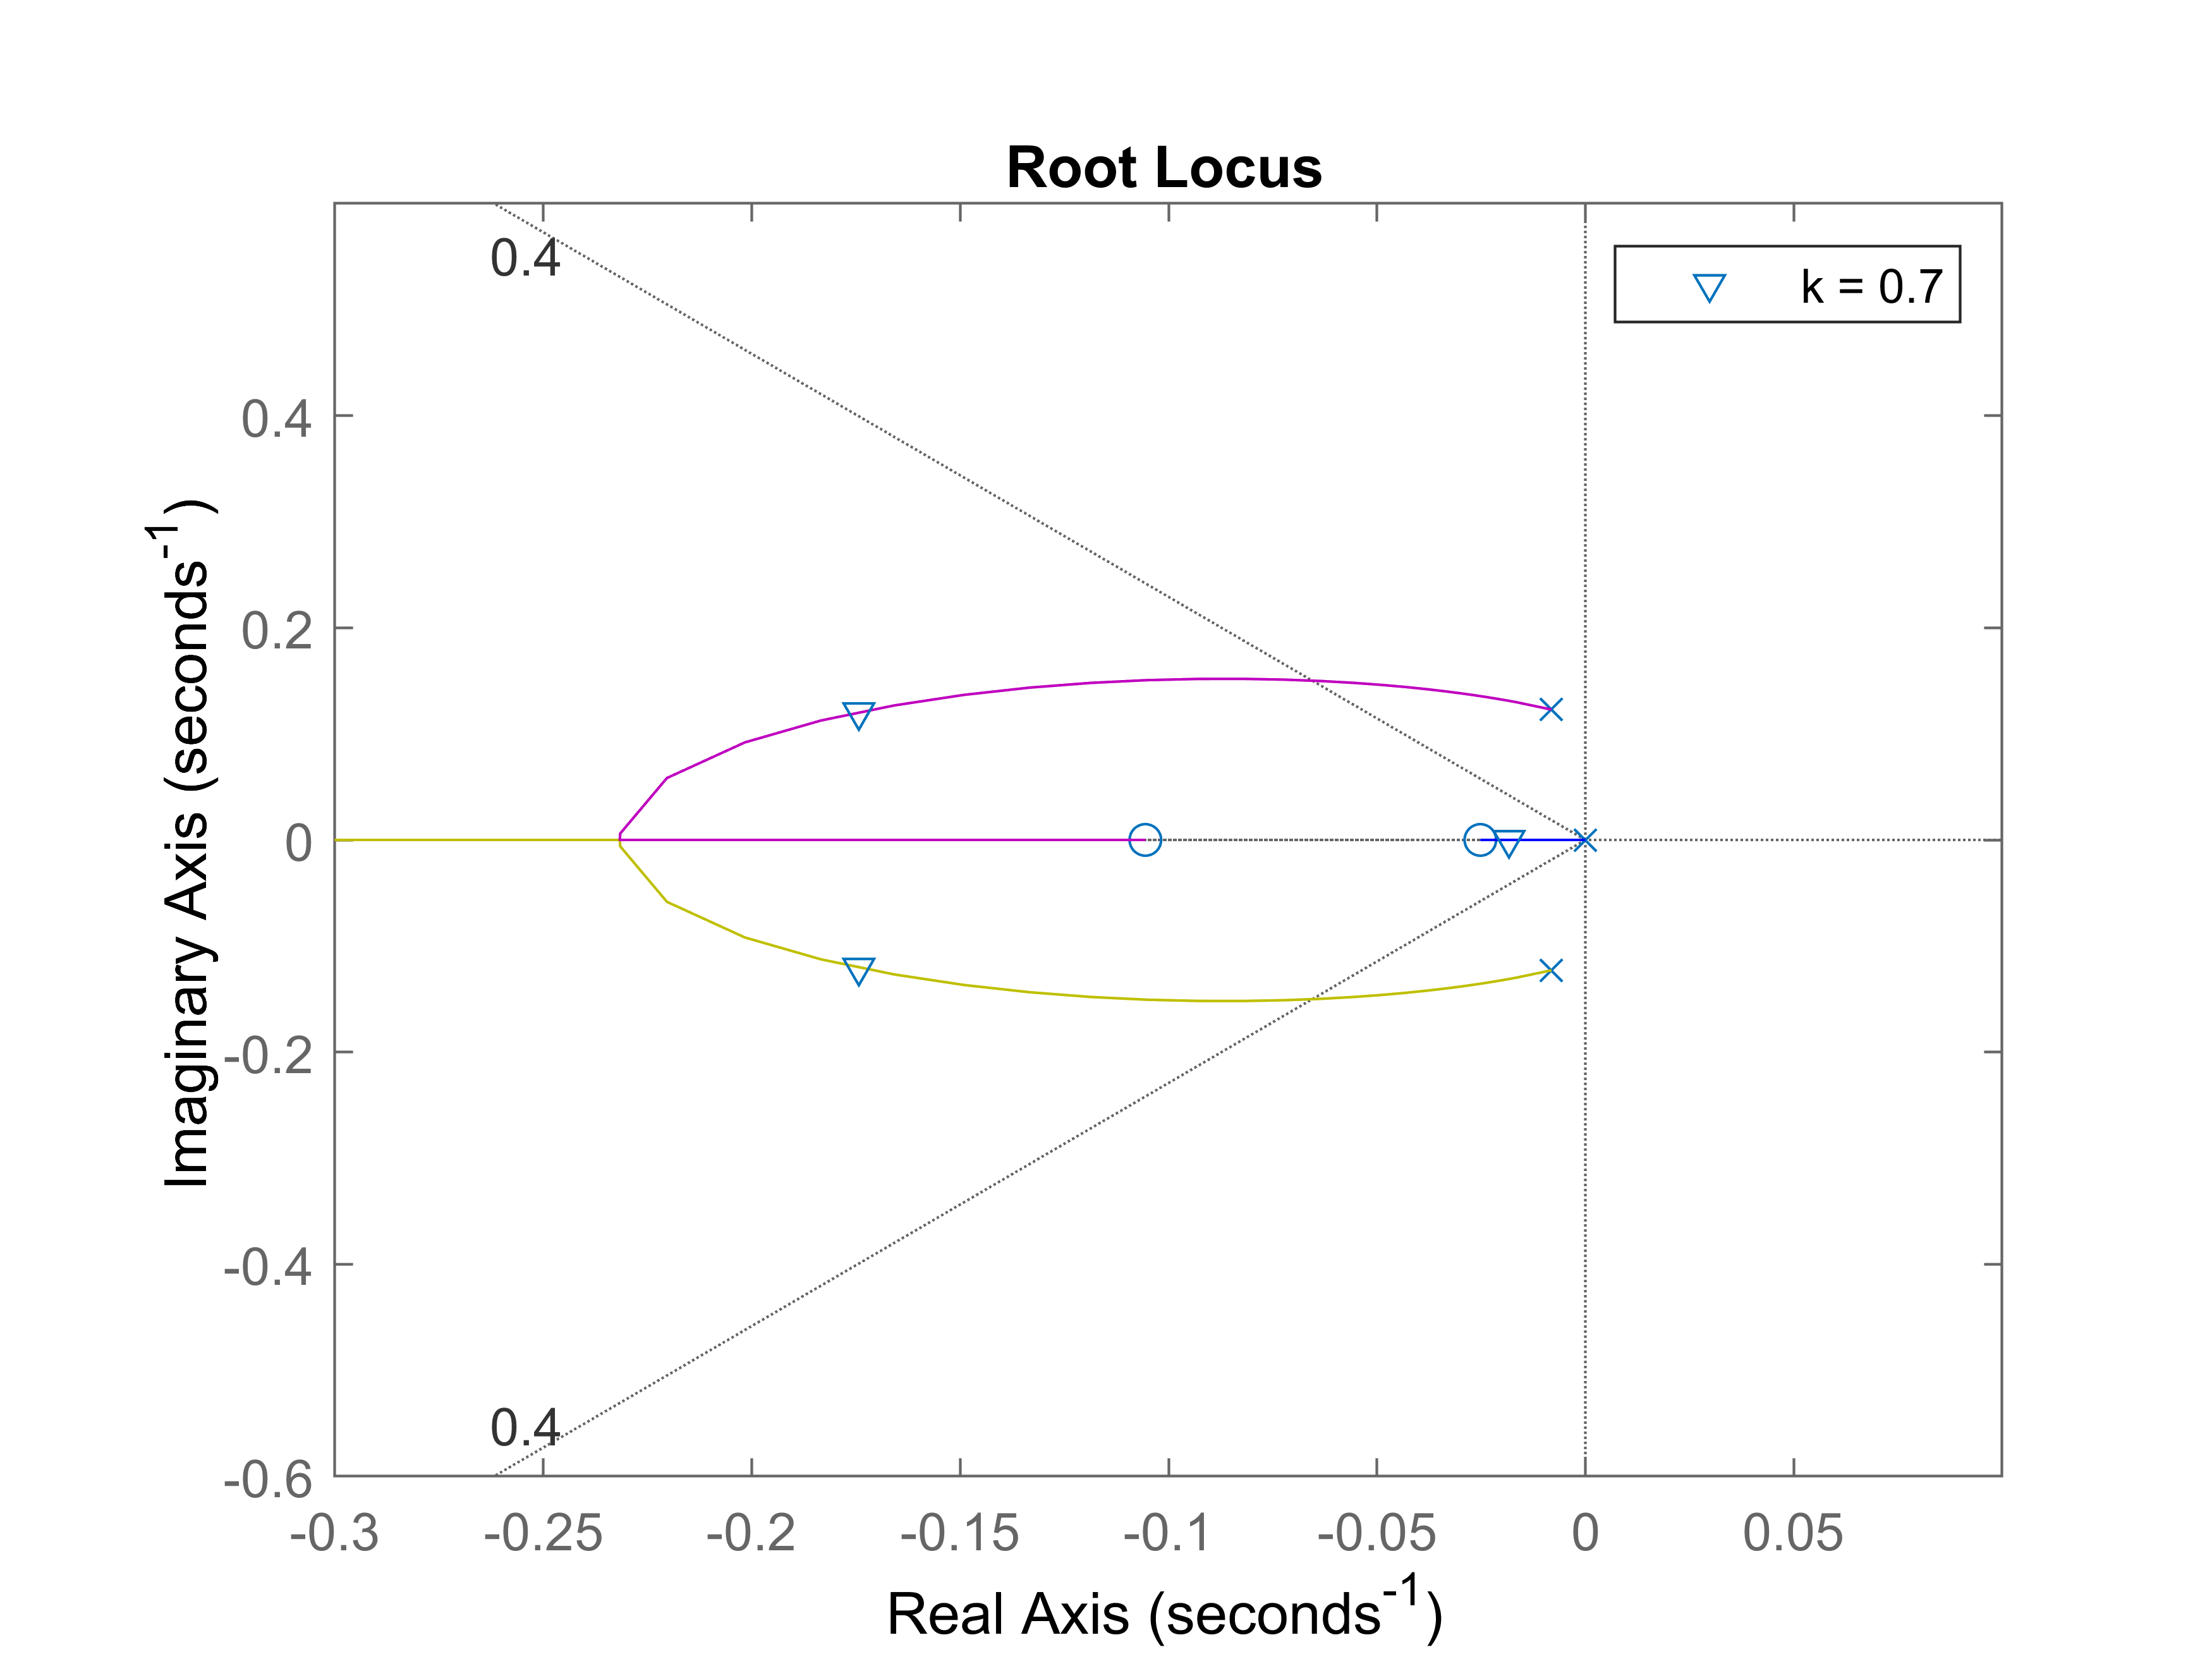 Root Locus
0.4
k = 0.7
0.4
0.2
0
-0.2
-0.4
-0.6
0.4
-0.3 -0.25 -0.2 -0.15 -0.1 -0.05 0 0.05
Real Axis (seconds⁻¹)
Imaginary Axis (seconds⁻¹)